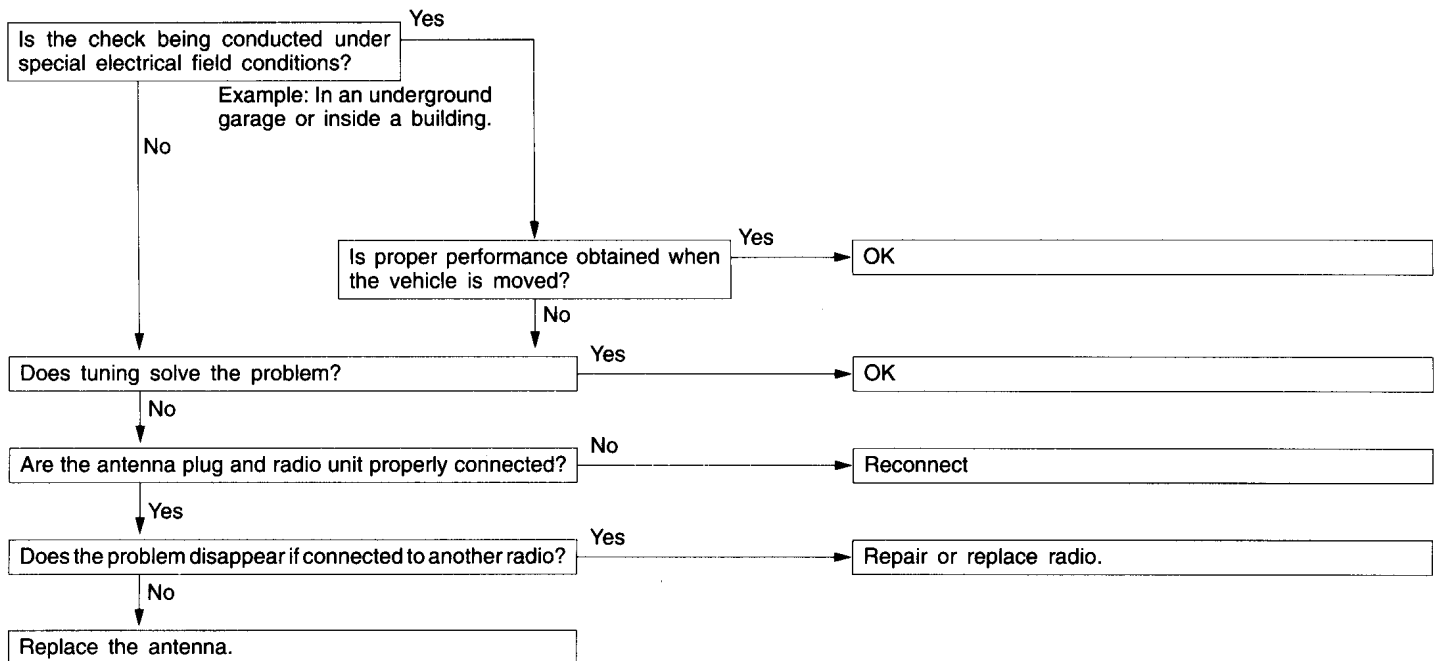 Yes
Is the check being conducted under
special electrical field conditions?
Example: In an underground
garage or inside a building.
No
Is proper performance obtained when
the vehicle is moved?
Yes
OK
No
Does tuning solve the problem?
Yes
OK
No
Are the antenna plug and radio unit properly connected?
No
Reconnect
Yes
Does the problem disappear if connected to another radio?
Yes
Repair or replace radio.
No
Replace the antenna.